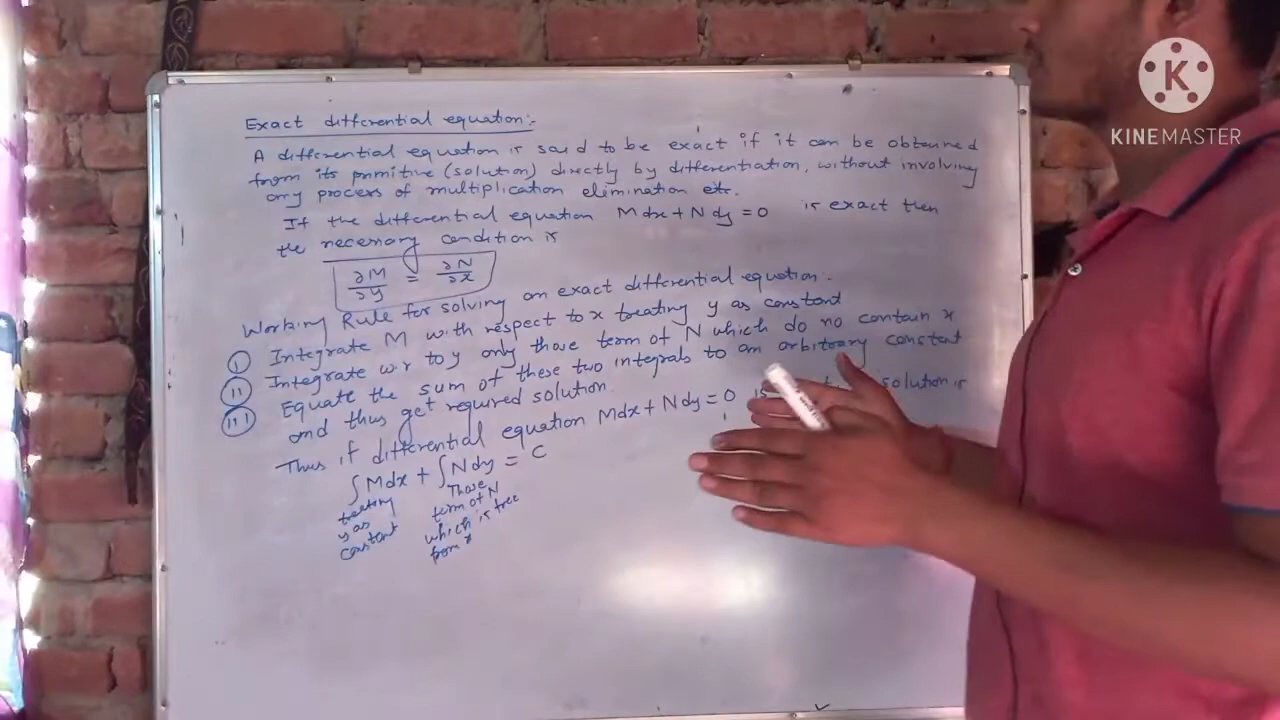 Exact differential equation:-
A differential equation is said to be exact if it can be obtained
from its primitive (solution) directly by differentiation, without involving
any process of multiplication elimination etc.
If the differential equation Mdx+Ndy=0 is exact then
the necessary condition is
∂M/∂y = ∂N/∂x
Working Rule for solving an exact differential equation:-
(i) Integrate M with respect to x treating y as constant
(ii) Integrate w r to y only those term of N which do no contain x
(iii) Equate the sum of these two integrals to an arbitrary constant
and thus get required solution.
Thus if differential equation Mdx+Ndy=0 is solution is
∫Mdx + ∫Ndy = C
treating y as constant
Those term of N which is free from x
KINEMASTER